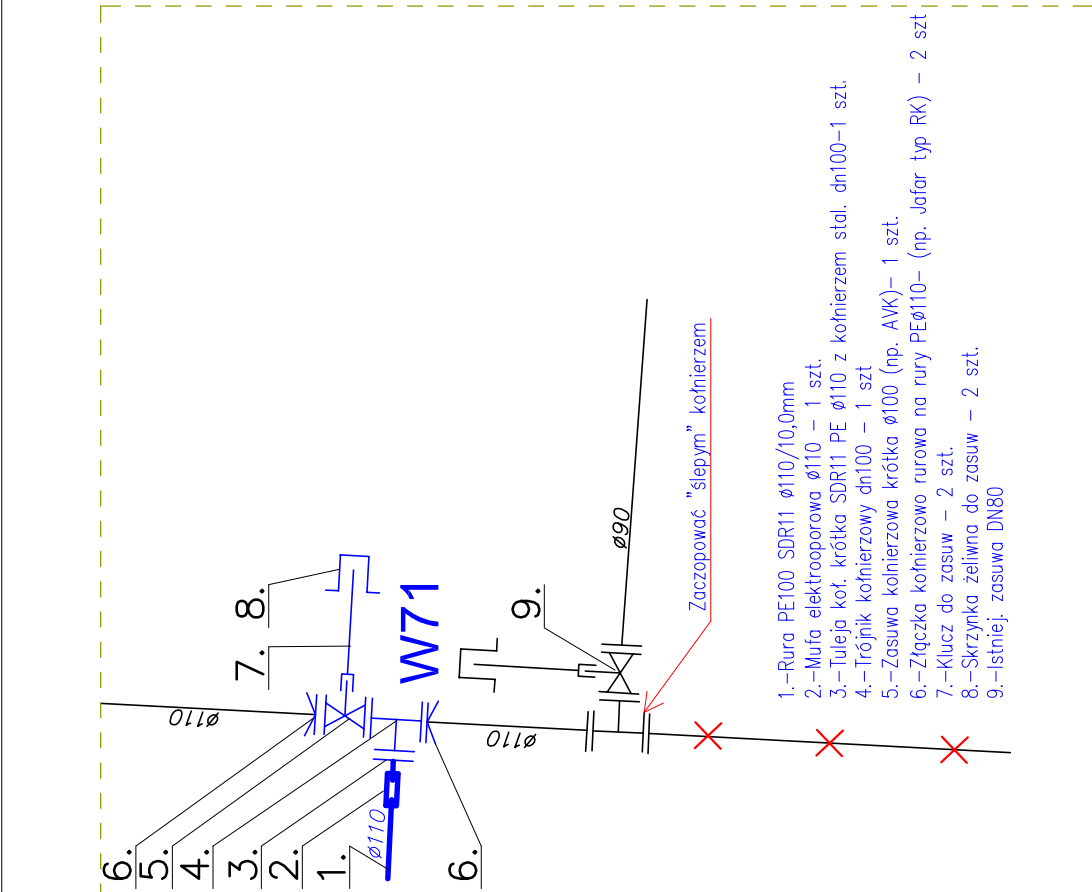 8.
7.
W71
9.
ø110
ø110
ø90
Zaczopować "ślepym" kołnierzem
6.
5.
4.
3.
2.
1.
ø110
6.
1.-Rura PE100 SDR11 ø110/10,0mm
2.-Mufa elektrooporowa ø110 - 1 szt.
3.-Tuleja koł. krótka SDR11 PE ø110 z kołnierzem stal. dn100-1 szt.
4.-Trójnik kołnierzowy dn100 - 1 szt
5.-Zasuwa kolnierzowa krótka ø100 (np. AVK)- 1 szt.
6.-Złączka kołnierzowo rurowa na rury PEø110- (np. Jafar typ RK) - 2 szt
7.-Klucz do zasuw - 2 szt.
8.-Skrzynka żeliwna do zasuw - 2 szt.
9.-Istniej. zasuwa DN80